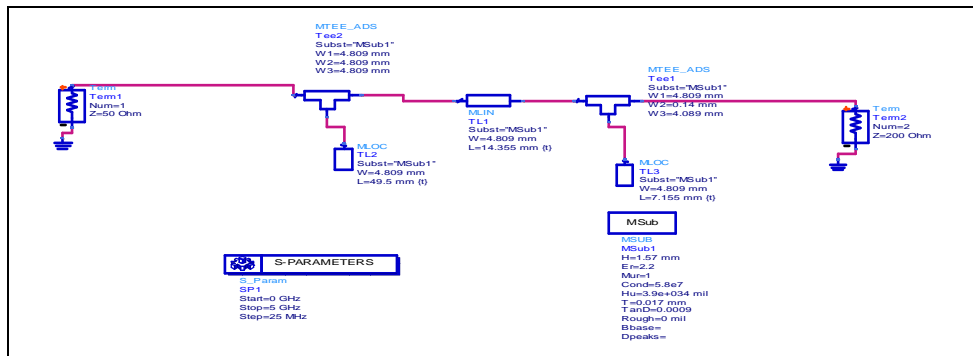 MTEE_ADS
Tee2
Subst="MSub1"
W1=4.809 mm
W2=4.809 mm
W3=4.809 mm
Term
Term1
Num=1
Z=50 Ohm
MLOC
TL2
Subst="MSub1"
W=4.809 mm
L=49.5 mm {t}
MLIN
TL1
Subst="MSub1"
W=4.809 mm
L=14.355 mm {t}
MTEE_ADS
Tee1
Subst="MSub1"
W1=4.809 mm
W2=0.14 mm
W3=4.089 mm
Term
Term2
Num=2
Z=200 Ohm
MLOC
TL3
Subst="MSub1"
W=4.809 mm
L=7.155 mm {t}
S-PARAMETERS
S_Param
SP1
Start=0 GHz
Stop=5 GHz
Step=25 MHz
MSub
MSUB
MSub1
H=1.57 mm
Er=2.2
Mur=1
Cond=5.8e7
Hu=3.9e+034 mil
T=0.017 mm
TanD=0.0009
Rough=0 mil
Bbase=
Dpeaks=